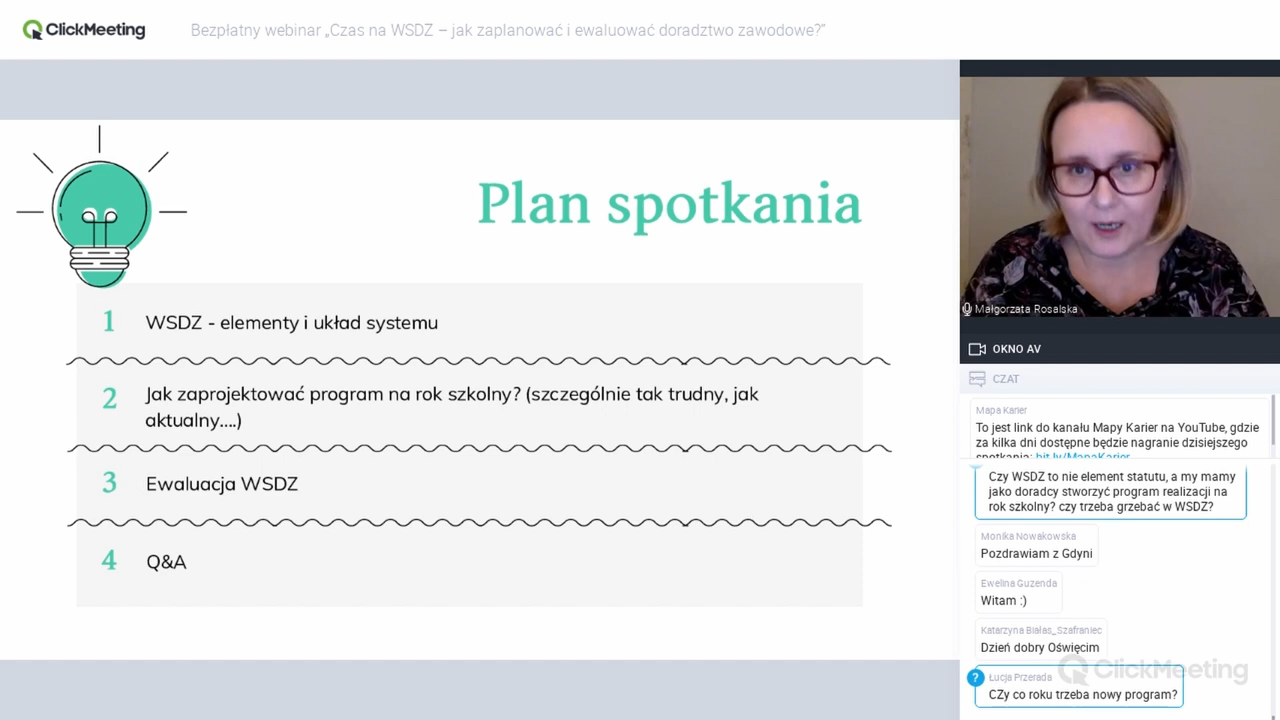 ClickMeeting
Bezpłatny webinar „Czas na WSDZ – jak zaplanować i ewaluować doradztwo zawodowe?”
Plan spotkania
1 WSDZ - elementy i układ systemu
2 Jak zaprojektować program na rok szkolny? (szczególnie tak trudny, jak
aktualny....)
3 Ewaluacja WSDZ
4 Q&A
Małgorzata Rosalska
OKNO AV
CZAT
Mapa Karier
To jest link do kanału Mapy Karier na YouTube, gdzie
za kilka dni dostępne będzie nagranie dzisiejszego
spotkania: bit.ly/MapaKarier
Czy WSDZ to nie element statutu, a my mamy
jako doradcy stworzyć program realizacji na
rok szkolny? czy trzeba grzebać w WSDZ?
Monika Nowakowska
Pozdrawiam z Gdyni
Ewelina Guzenda
Witam :)
Katarzyna Białas_Szafraniec
Dzień dobry Oświęcim
ClickMeeting
? Łucja Przerada
CZy co roku trzeba nowy program?